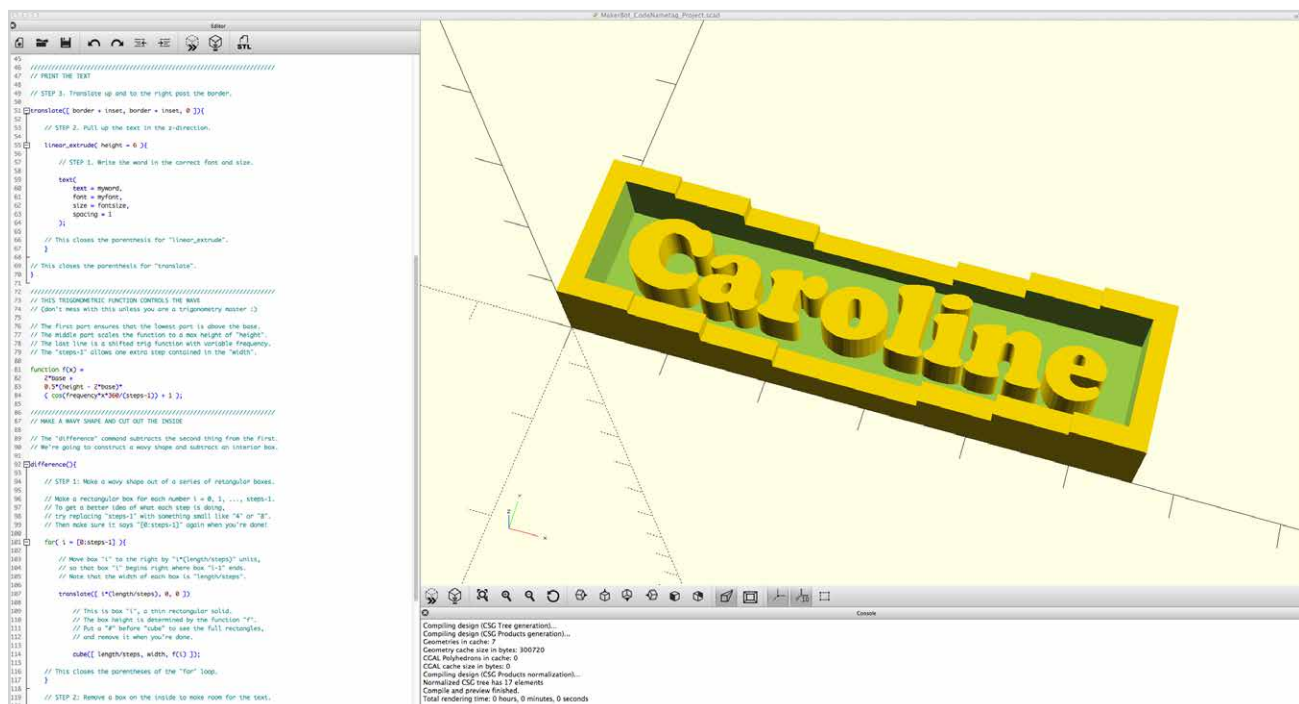 MakerBot_CodeNametag_Project.scad
Editor
STL
45
46 //////////////////////////////////////////////////////////////////////
47 // PRINT THE TEXT
48
49 // STEP 3. Translate up and to the right past the border.
50
51 translate([ border + inset, border + inset, 0 ]){
52
53 // STEP 2. Pull up the text in the z-direction.
54
55 linear_extrude( height = 6 ){
56
57 // STEP 1. Write the word in the correct font and size.
58
59 text(
60 text = myword,
61 font = myfont,
62 size = fontsize,
63 spacing = 1
64 );
65
66 // This closes the parenthesis for "linear_extrude".
67 }
68
69 // This closes the parenthesis for "translate".
70 }
71
72 //////////////////////////////////////////////////////////////////////
73 // THIS TRIGONOMETRIC FUNCTION CONTROLS THE WAVE
74 // (don't mess with this unless you are a trigonometry master :)
75
76 // The first part ensures that the lowest part is above the base.
77 // The middle part scales the function to a max height of "height".
78 // The last line is a shifted trig function with variable frequency.
79 // The "steps-1" allows one extra step contained in the "width".
80
81 function f(x) =
82 2*base +
83 0.5*(height - 2*base)*
84 ( cos(frequency*x*360/(steps-1)) + 1 );
85
86 //////////////////////////////////////////////////////////////////////
87 // MAKE A WAVY SHAPE AND CUT OUT THE INSIDE
88
89 // The "difference" command subtracts the second thing from the first.
90 // We're going to construct a wavy shape and subtract an interior box.
91
92 difference(){
93
94 // STEP 1: Make a wavy shape out of a series of retangular boxes.
95
96 // Make a rectangular box for each number i = 0, 1, ..., steps-1.
97 // To get a better idea of what each step is doing,
98 // try replacing "steps-1" with something small like "4" or "8".
99 // Then make sure it says "[0:steps-1]" again when you're done!
100
101 for( i = [0:steps-1] ){
102
103 // Move box "i" to the right by "i*(length/steps)" units,
104 // so that box "i" begins right where box "i-1" ends.
105 // Note that the width of each box is "length/steps".
106
107 translate([ i*(length/steps), 0, 0 ])
108
109 // This is box "i", a thin rectangular solid.
110 // The box height is determined by the function "f".
111 // Put a "#" before "cube" to see the full rectangles,
112 // and remove it when you're done.
113
114 cube([ length/steps, width, f(i) ]);
115
116 // This closes the parentheses of the "for" loop.
117 }
118
119 // STEP 2: Remove a box on the inside to make room for the text.
Caroline
Console
Compiling design (CSG Tree generation)...
Compiling design (CSG Products generation)...
Geometries in cache: 7
Geometry cache size in bytes: 300720
CGAL Polyhedrons in cache: 0
CGAL cache size in bytes: 0
Compiling design (CSG Products normalization)...
Normalized CSG tree has 17 elements
Compile and preview finished.
Total rendering time: 0 hours, 0 minutes, 0 seconds